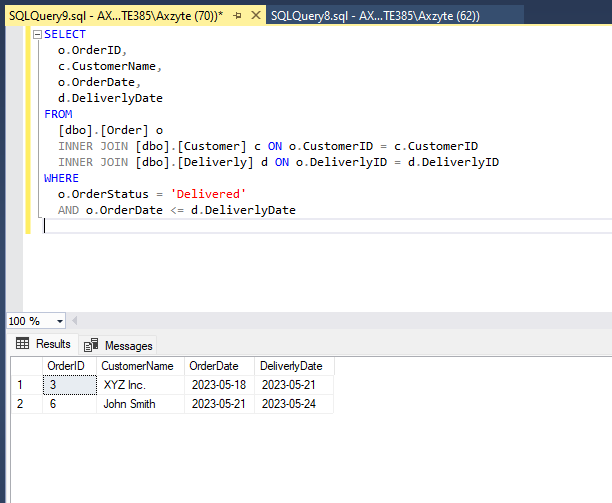 SQLQuery9.sql - AX...TE385\Axzyte (70))* SQLQuery8.sql - AX...TE385\Axzyte (62))
SELECT
o.OrderID,
c.CustomerName,
o.OrderDate,
d.DeliverlyDate
FROM
[dbo].[Order] o
INNER JOIN [dbo].[Customer] c ON o.CustomerID = c.CustomerID
INNER JOIN [dbo].[Deliverly] d ON o.DeliverlyID = d.DeliverlyID
WHERE
o.OrderStatus = 'Delivered'
AND o.OrderDate <= d.DeliverlyDate
100 %
Results Messages
OrderID CustomerName OrderDate DeliverlyDate
1 3 XYZ Inc. 2023-05-18 2023-05-21
2 6 John Smith 2023-05-21 2023-05-24